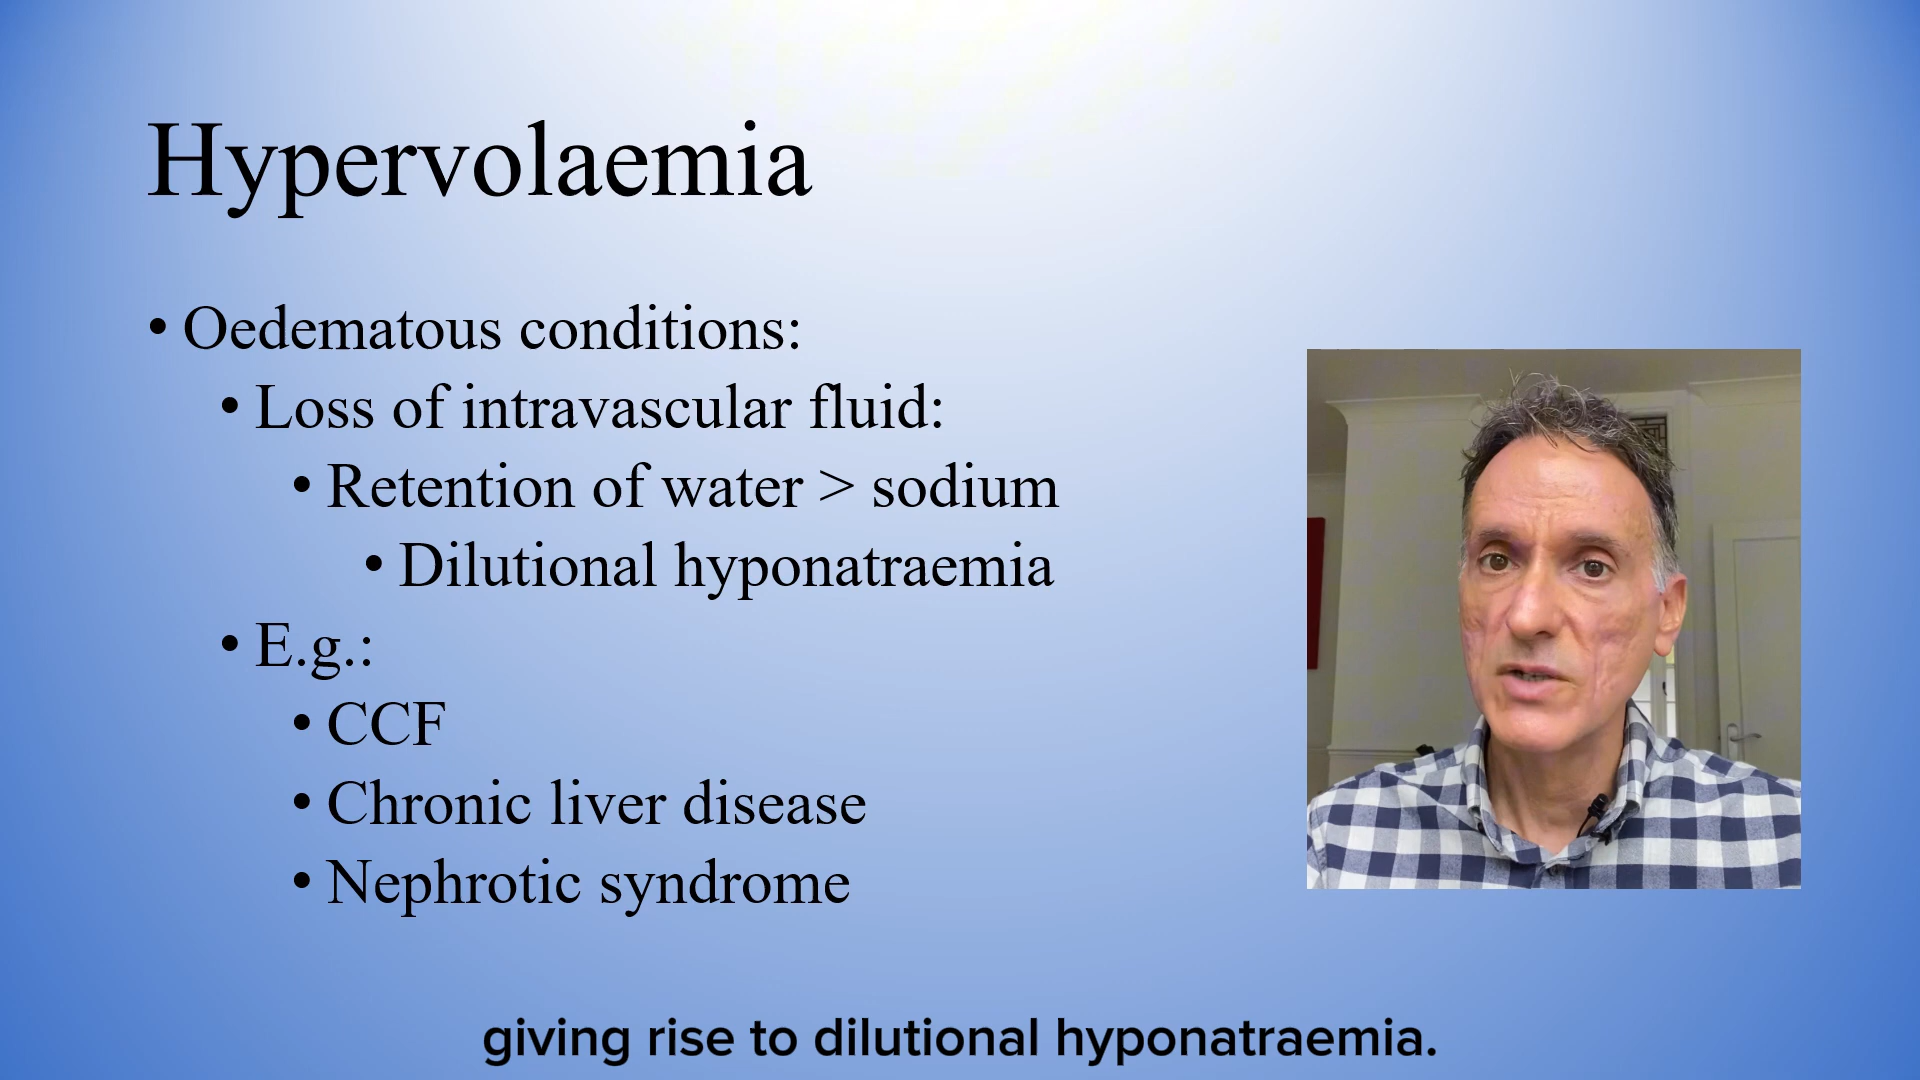 Hypervolaemia
• Oedematous conditions:
• Loss of intravascular fluid:
• Retention of water > sodium
• Dilutional hyponatraemia
• E.g.:
• CCF
• Chronic liver disease
• Nephrotic syndrome
giving rise to dilutional hyponatraemia.